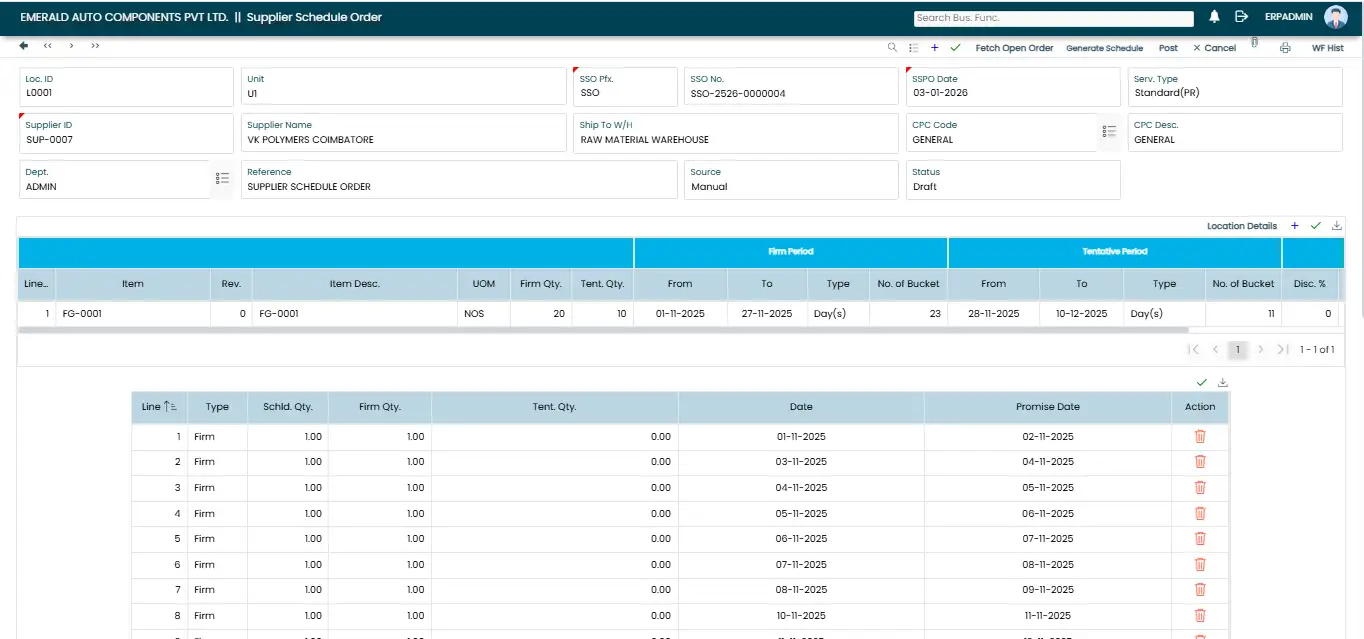 EMERALD AUTO COMPONENTS PVT LTD. || Supplier Schedule Order
Search Bus. Func.
ERPADMIN
Fetch Open Order Generate Schedule Post × Cancel WF Hist
Loc. ID Unit SSO Pfx. SSO No. SSPO Date Serv. Type
L0001 U1 SSO SSO-2526-0000004 03-01-2026 Standard(PR)
Supplier ID Supplier Name Ship To W/H CPC Code CPC Desc.
SUP-0007 VK POLYMERS COIMBATORE RAW MATERIAL WAREHOUSE GENERAL GENERAL
Dept. Reference Source Status
ADMIN SUPPLIER SCHEDULE ORDER Manual Draft
Location Details
Firm Period Tentative Period
Line... Item Rev. Item Desc. UOM Firm Qty. Tent. Qty. From To Type No. of Bucket From To Type No. of Bucket Disc. %
1 FG-0001 0 FG-0001 NOS 20 10 01-11-2025 27-11-2025 Day(s) 23 28-11-2025 10-12-2025 Day(s) 11 0
1 1 - 1 of 1
Line Type Schld. Qty. Firm Qty. Tent. Qty. Date Promise Date Action
1 Firm 1.00 1.00 0.00 01-11-2025 02-11-2025
2 Firm 1.00 1.00 0.00 03-11-2025 04-11-2025
3 Firm 1.00 1.00 0.00 04-11-2025 05-11-2025
4 Firm 1.00 1.00 0.00 05-11-2025 06-11-2025
5 Firm 1.00 1.00 0.00 06-11-2025 07-11-2025
6 Firm 1.00 1.00 0.00 07-11-2025 08-11-2025
7 Firm 1.00 1.00 0.00 08-11-2025 09-11-2025
8 Firm 1.00 1.00 0.00 10-11-2025 11-11-2025